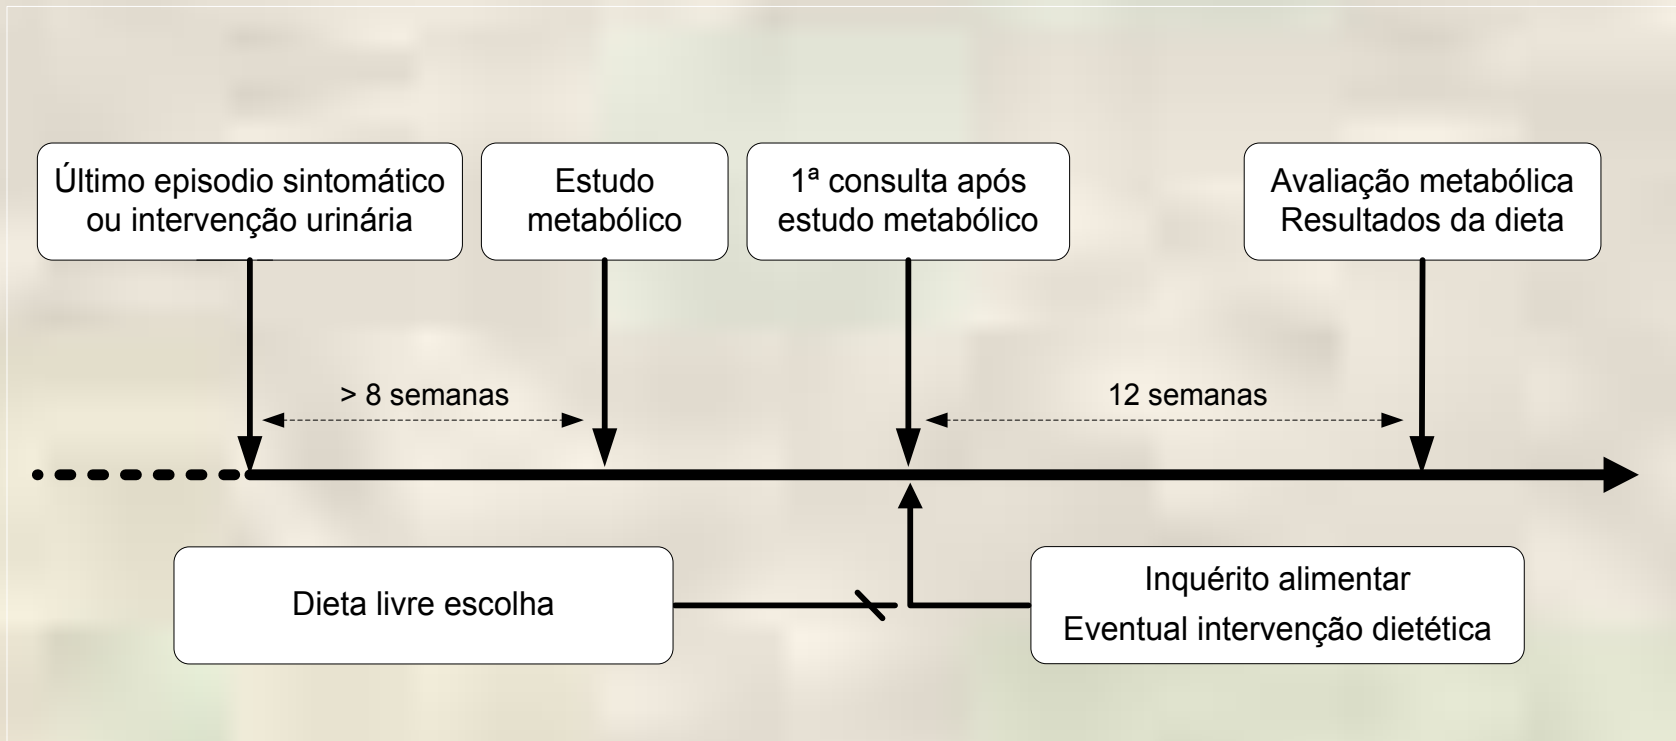 Último episodio sintomático
ou intervenção urinária
Estudo
metabólico
1ª consulta após
estudo metabólico
Avaliação metabólica
Resultados da dieta
> 8 semanas
12 semanas
Dieta livre escolha
Inquérito alimentar
Eventual intervenção dietética